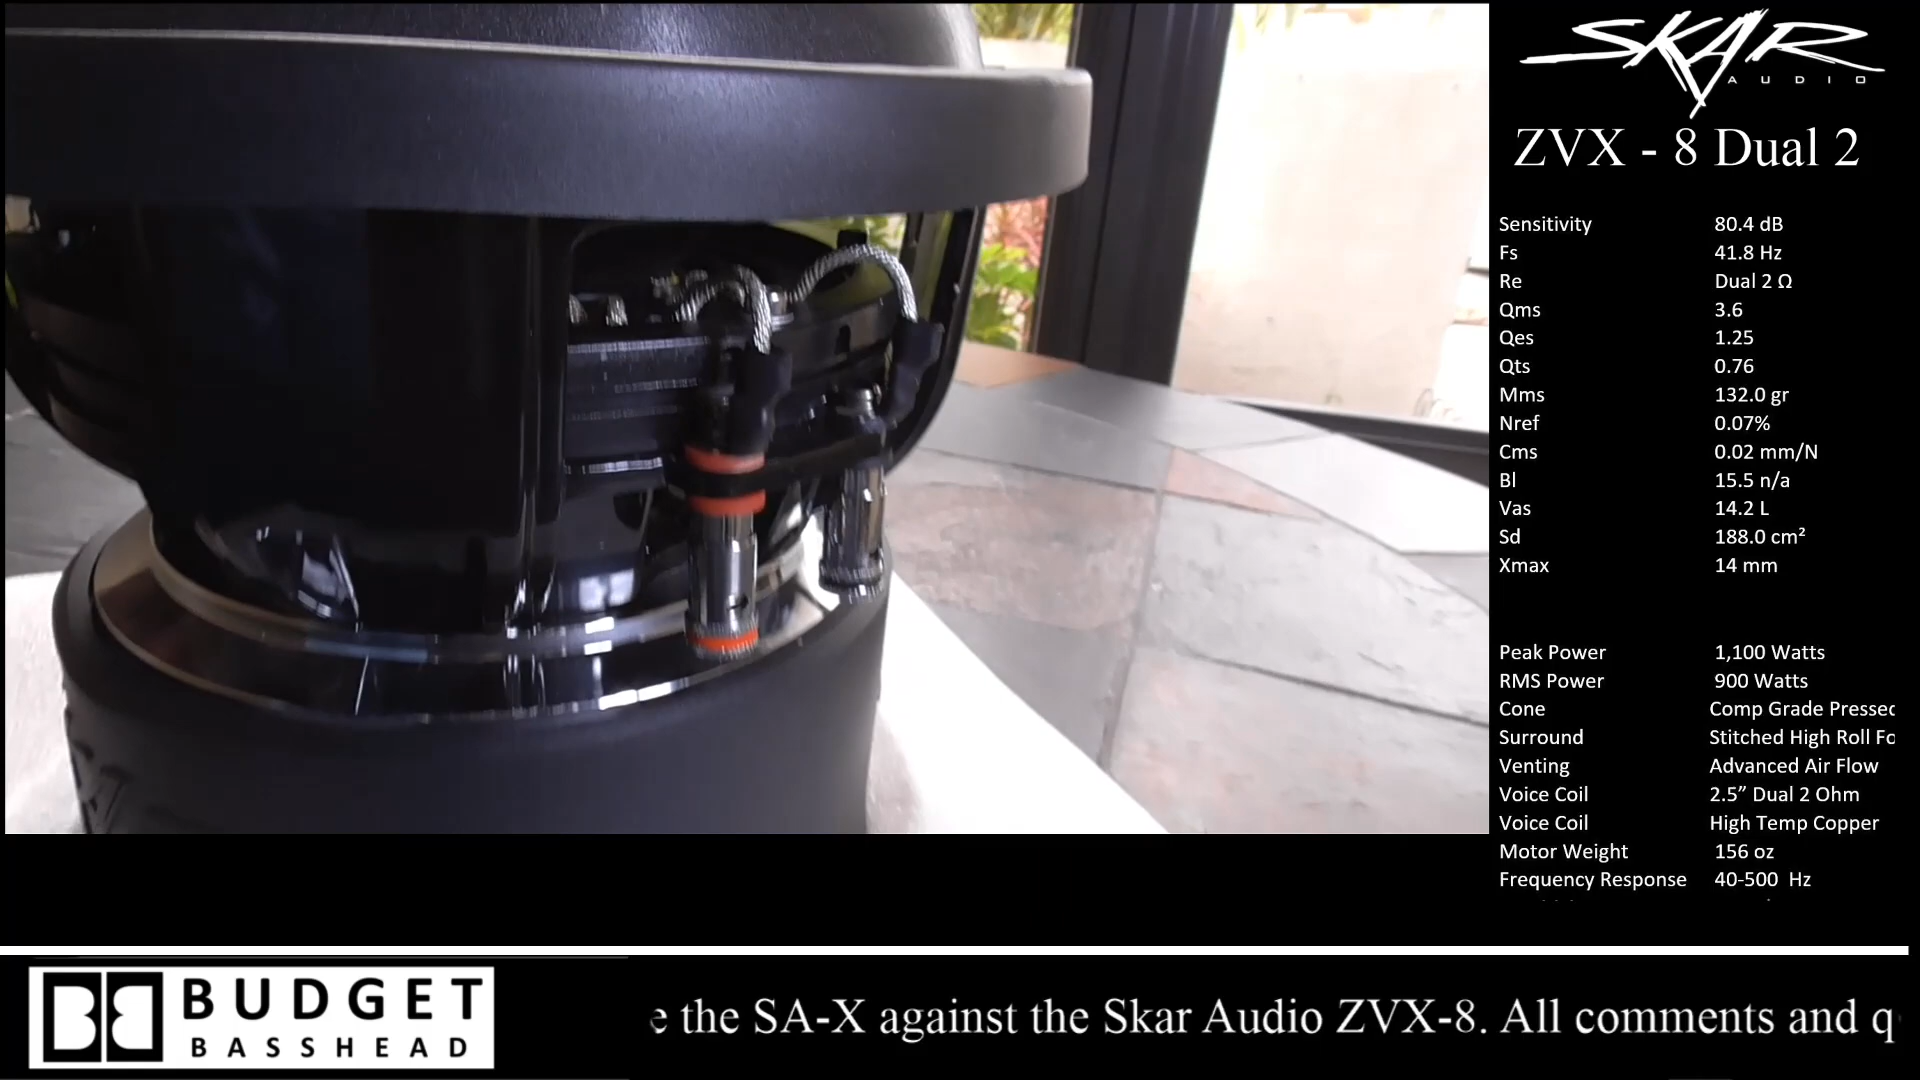 SKAR
AUDIO
ZVX - 8 Dual 2
Sensitivity 80.4 dB
Fs 41.8 Hz
Re Dual 2 Ω
Qms 3.6
Qes 1.25
Qts 0.76
Mms 132.0 gr
Nref 0.07%
Cms 0.02 mm/N
Bl 15.5 n/a
Vas 14.2 L
Sd 188.0 cm²
Xmax 14 mm
Peak Power 1,100 Watts
RMS Power 900 Watts
Cone Comp Grade Pressed
Surround Stitched High Roll Fo
Venting Advanced Air Flow
Voice Coil 2.5” Dual 2 Ohm
Voice Coil High Temp Copper
Motor Weight 156 oz
Frequency Response 40-500 Hz
BUDGET
BASSHEAD
e the SA-X against the Skar Audio ZVX-8. All comments and q